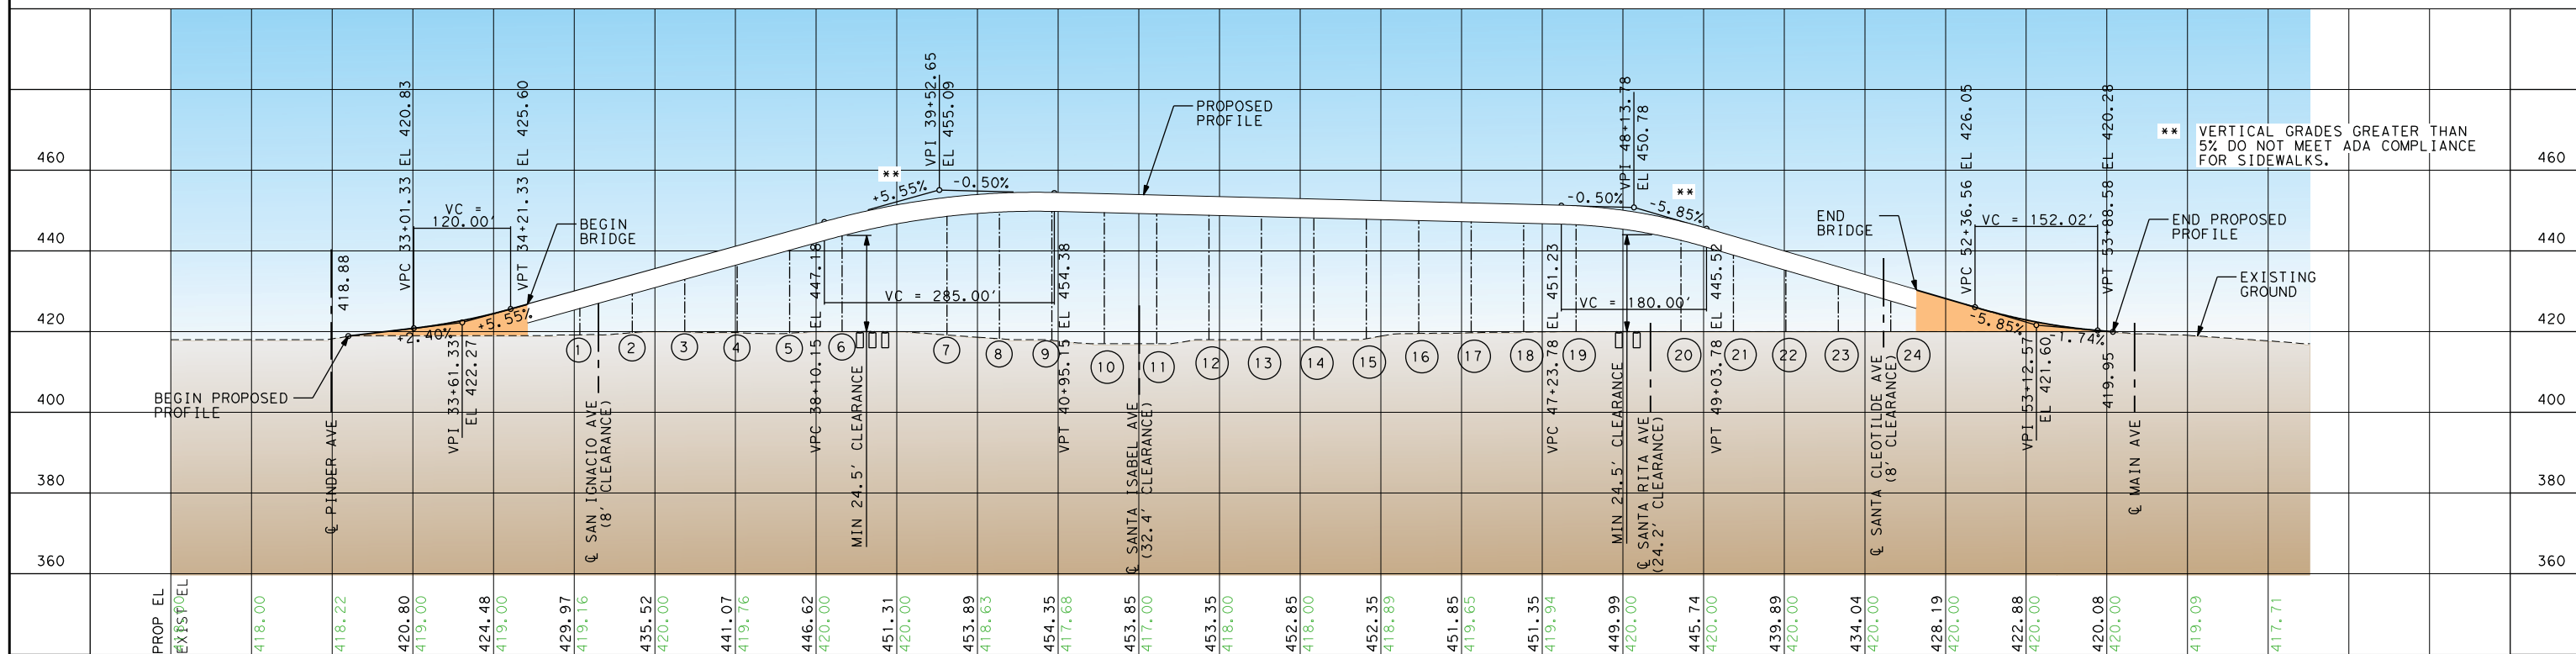 460
440
420
400
380
360
460
440
420
400
380
360
** VERTICAL GRADES GREATER THAN
5% DO NOT MEET ADA COMPLIANCE
FOR SIDEWALKS.
BEGIN PROPOSED
PROFILE
℄ PINDER AVE
418.88
VPC 33+01.33 EL 420.83
VC =
120.00'
+2.40%
VPI 33+61.33
EL 422.27
+5.55%
VPT 34+21.33 EL 425.60
BEGIN
BRIDGE
℄ SAN IGNACIO AVE
(8' CLEARANCE)
VPC 38+10.15 EL 447.18
**
+5.55%
VPI 39+52.65
EL 455.09
-0.50%
VC = 285.00'
MIN 24.5' CLEARANCE
VPT 40+95.15 EL 454.38
℄ SANTA ISABEL AVE
(32.4' CLEARANCE)
PROPOSED
PROFILE
VPC 47+23.78 EL 451.23
-0.50%
VPI 48+13.78
EL 450.78
**
-5.85%
VC = 180.00'
MIN 24.5' CLEARANCE
℄ SANTA RITA AVE
(24.2' CLEARANCE)
VPT 49+03.78 EL 445.52
℄ SANTA CLEOTILDE AVE
(8' CLEARANCE)
END
BRIDGE
VPC 52+36.56 EL 426.05
VC = 152.02'
-5.85%
VPI 53+12.57
EL 421.60
-1.74%
VPT 53+88.58 EL 420.28
419.95
END PROPOSED
PROFILE
℄ MAIN AVE
EXISTING
GROUND
1
2
3
4
5
6
7
8
9
10
11
12
13
14
15
16
17
18
19
20
21
22
23
24
PROP EL
EXIST EL
418.00
418.22
420.80
419.00
424.48
419.00
429.97
419.16
435.52
420.00
441.07
419.76
446.62
420.00
451.31
420.00
453.89
418.63
454.35
417.68
453.85
417.00
453.35
418.00
452.85
418.00
452.35
418.89
451.85
419.65
451.35
419.94
449.99
420.00
445.74
420.00
439.89
420.00
434.04
420.00
428.19
420.00
422.88
420.00
420.08
420.00
419.09
417.71